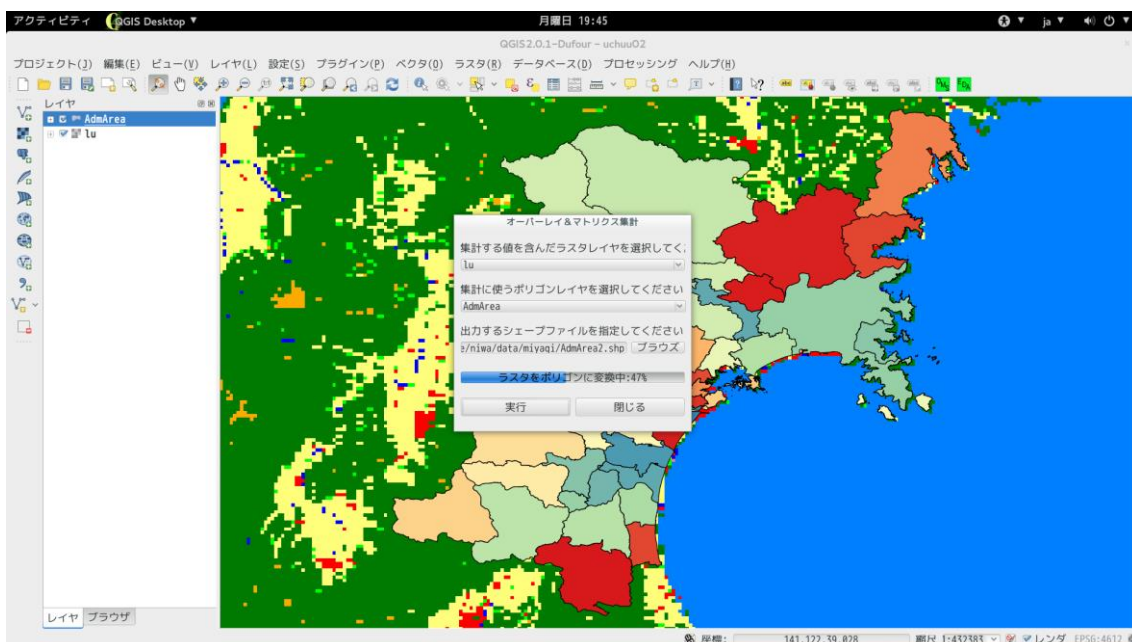 アクティビティ QGIS Desktop ▼ 月曜日 19:45 ja
QGIS2.0.1-Dufour - uchuu02
プロジェクト(J) 編集(E) ビュー(V) レイヤ(L) 設定(S) プラグイン(P) ベクタ(O) ラスタ(R) データベース(D) プロセッシング ヘルプ(H)
レイヤ
AdmArea
lu
オーバーレイ&マトリクス集計
集計する値を含んだラスタレイヤを選択してく
lu
集計に使うポリゴンレイヤを選択してください
AdmArea
出力するシェープファイルを指定してください
e/niwa/data/miyaqi/AdmArea2.shp ブラウズ
ラスタをポリゴンに変換中:47%
実行 閉じる
レイヤ ブラウザ
座標: 141.122,39.028 縮尺 1:432383 レンダ EPSG:4612